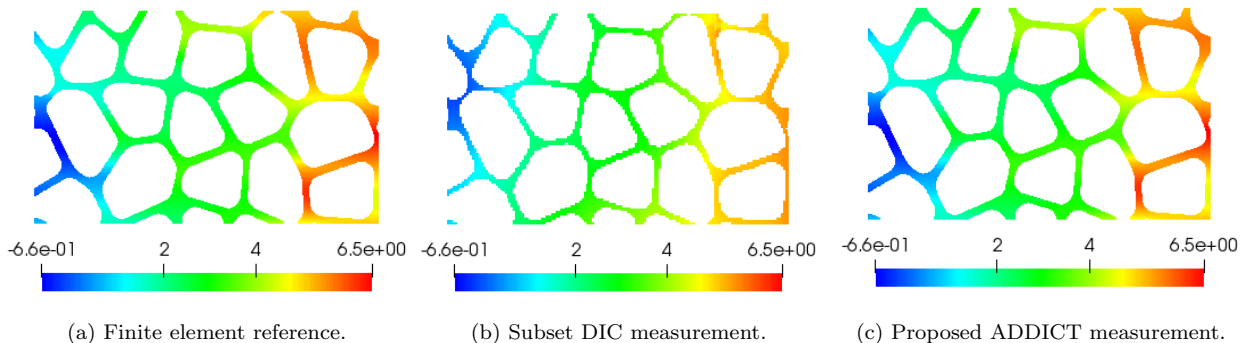 -6.6e-01 2 4 6.5e+00
-6.6e-01 2 4 6.5e+00
-6.6e-01 2 4 6.5e+00
(a) Finite element reference.
(b) Subset DIC measurement.
(c) Proposed ADDICT measurement.